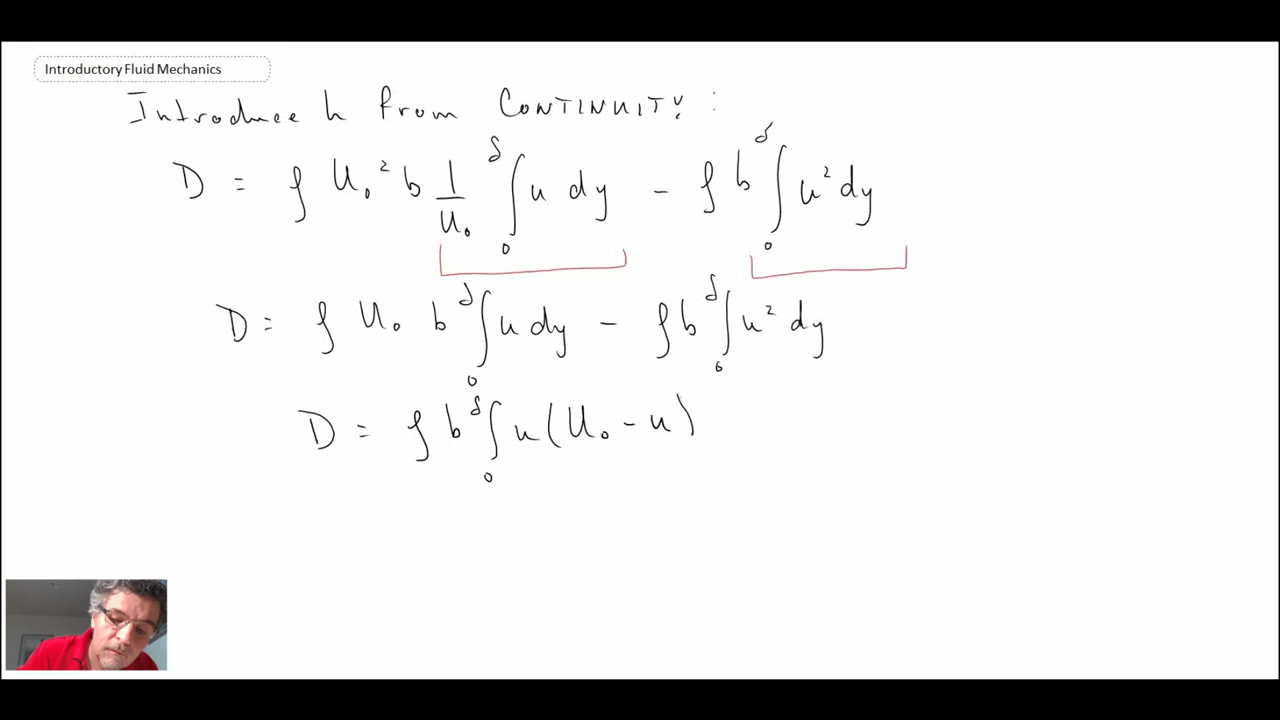 Introductory Fluid Mechanics
Introduce h from CONTINUITY:
D = ρ U₀² b 1/U₀ ∫₀^δ u dy - ρ b ∫₀^δ u² dy
D = ρ U₀ b ∫₀^δ u dy - ρ b ∫₀^δ u² dy
D = ρ b ∫₀^δ u (U₀ - u)